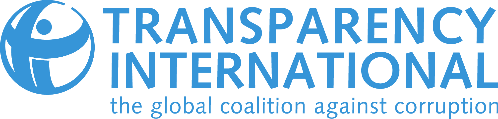 TRANSPARENCY
INTERNATIONAL
the global coalition against corruption